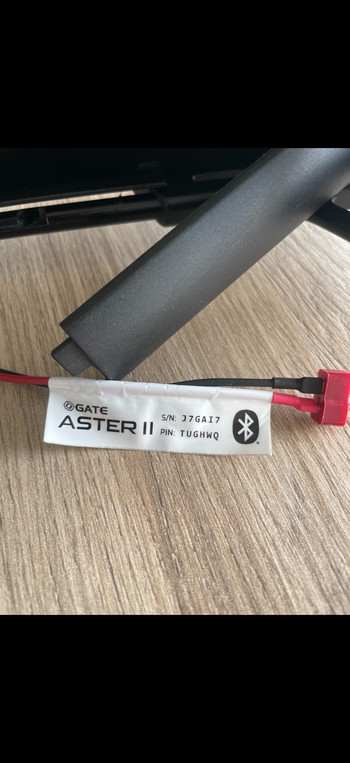 GATE
ASTER II
S/N: J7GAI7
PIN: TUGHWQ